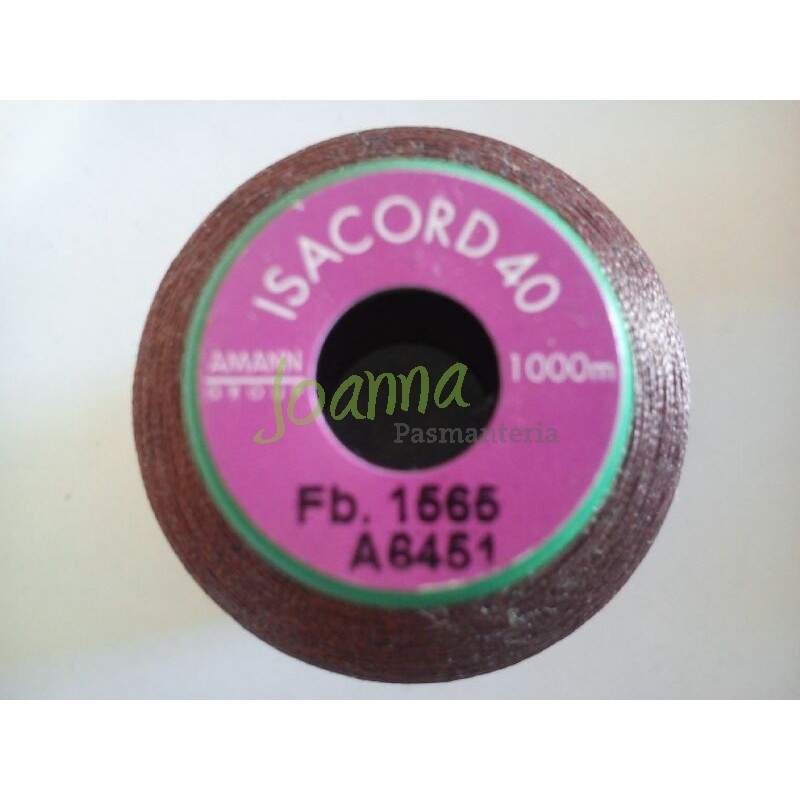 ISACORD 40
AMANN
1000m
Joanna
Pasmanteria
Fb. 1565
A6451